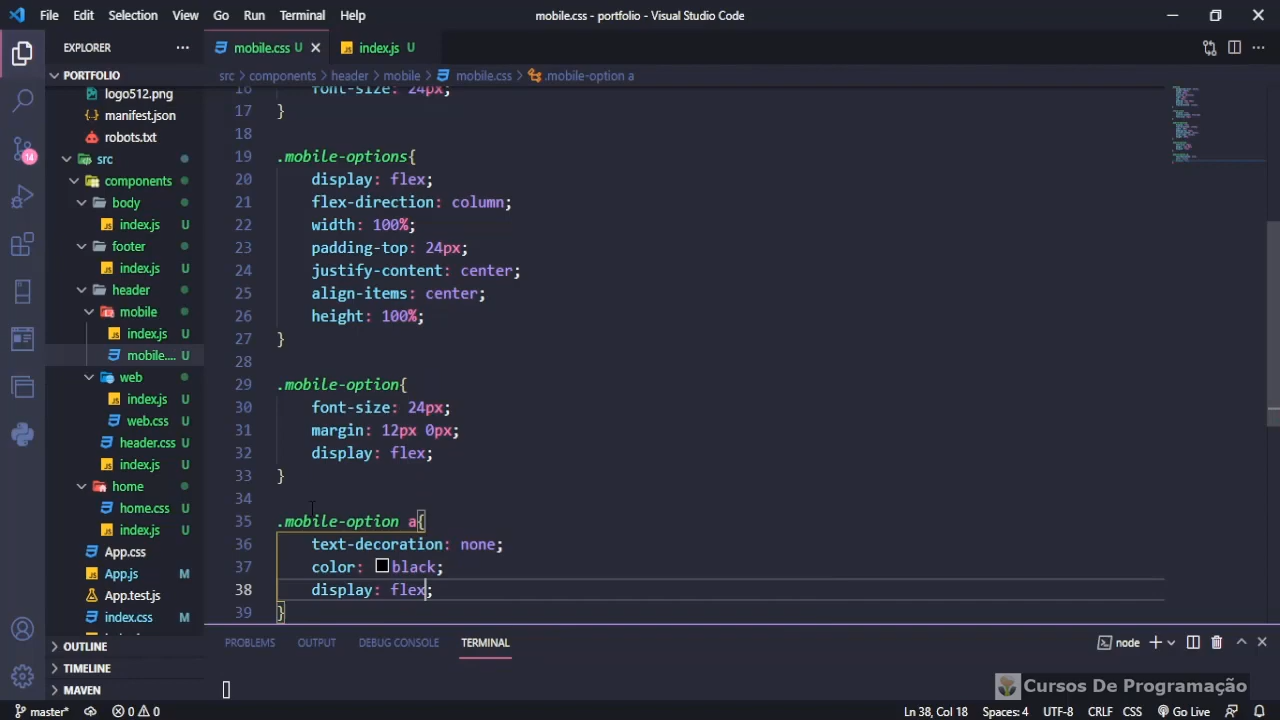 File Edit Selection View Go Run Terminal Help
mobile.css - portfolio - Visual Studio Code
EXPLORER
mobile.css U
index.js U
PORTFOLIO
src > components > header > mobile > mobile.css > .mobile-option a
logo512.png
manifest.json
robots.txt
src
components
body
index.js U
footer
index.js U
header
mobile
index.js U
mobile.... U
web
index.js U
web.css U
header.css U
index.js U
home
home.css U
index.js U
App.css
App.js M
App.test.js
index.css M
OUTLINE
TIMELINE
MAVEN
14
16 font-size: 24px;
17 }
18
19 .mobile-options{
20 display: flex;
21 flex-direction: column;
22 width: 100%;
23 padding-top: 24px;
24 justify-content: center;
25 align-items: center;
26 height: 100%;
27 }
28
29 .mobile-option{
30 font-size: 24px;
31 margin: 12px 0px;
32 display: flex;
33 }
34
35 .mobile-option a{
36 text-decoration: none;
37 color: black;
38 display: flex;
39 }
PROBLEMS OUTPUT DEBUG CONSOLE TERMINAL
node
Cursos De Programação
master* 0 0
Ln 38, Col 18 Spaces: 4 UTF-8 CRLF CSS Go Live